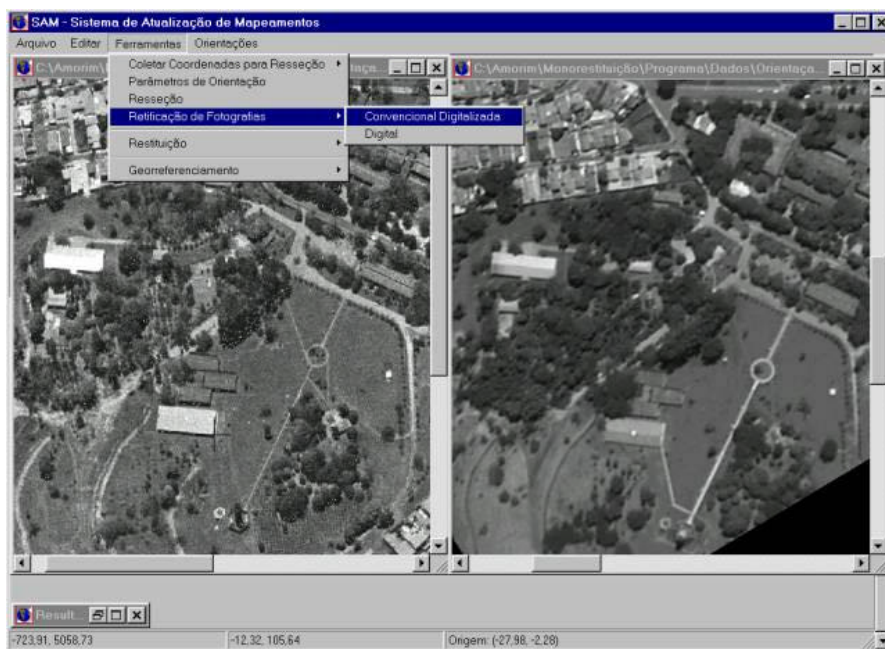 SAM - Sistema de Atualização de Mapeamentos
Arquivo Editar Ferramentas Orientações
C:\Amorim\
C:\Amorim\Monorestituição\Programa\Dados\Orientaça...
Coletar Coordenadas para Resseção
Parâmetros de Orientação
Resseção
Retificação de Fotografias
Convencional Digitalizada
Digital
Restituição
Georreferenciamento
Result...
-723,91, 5058,73
-12,32, 105,64
Origem: (-27,98, -2,28)